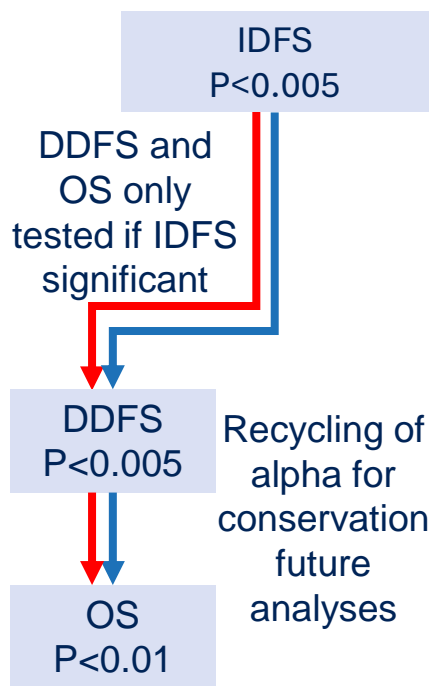 IDFS
P<0.005
DDFS and
OS only
tested if IDFS
significant
DDFS
P<0.005
Recycling of
alpha for
conservation
future
analyses
OS
P<0.01